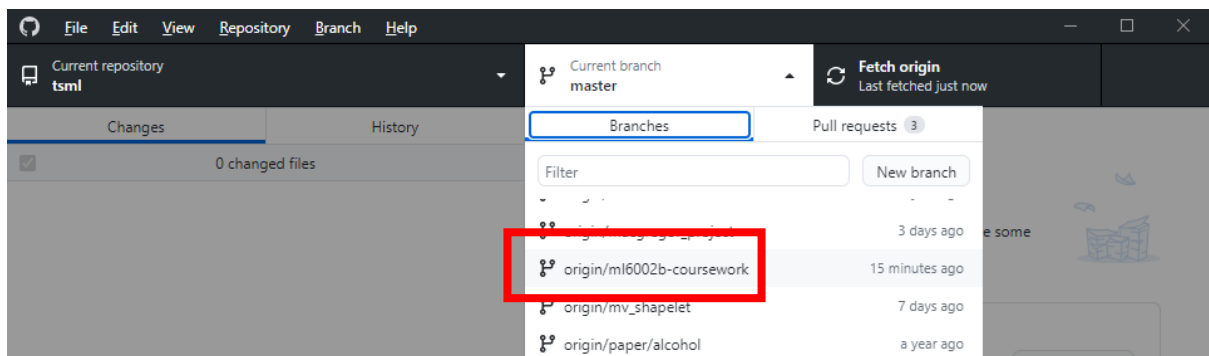 File Edit View Repository Branch Help
Current repository
tsml
Current branch
master
Fetch origin
Last fetched just now
Changes History
Branches Pull requests 3
0 changed files
Filter New branch
3 days ago
e some
origin/ml6002b-coursework 15 minutes ago
origin/mv_shapelet 7 days ago
origin/paper/alcohol a year ago